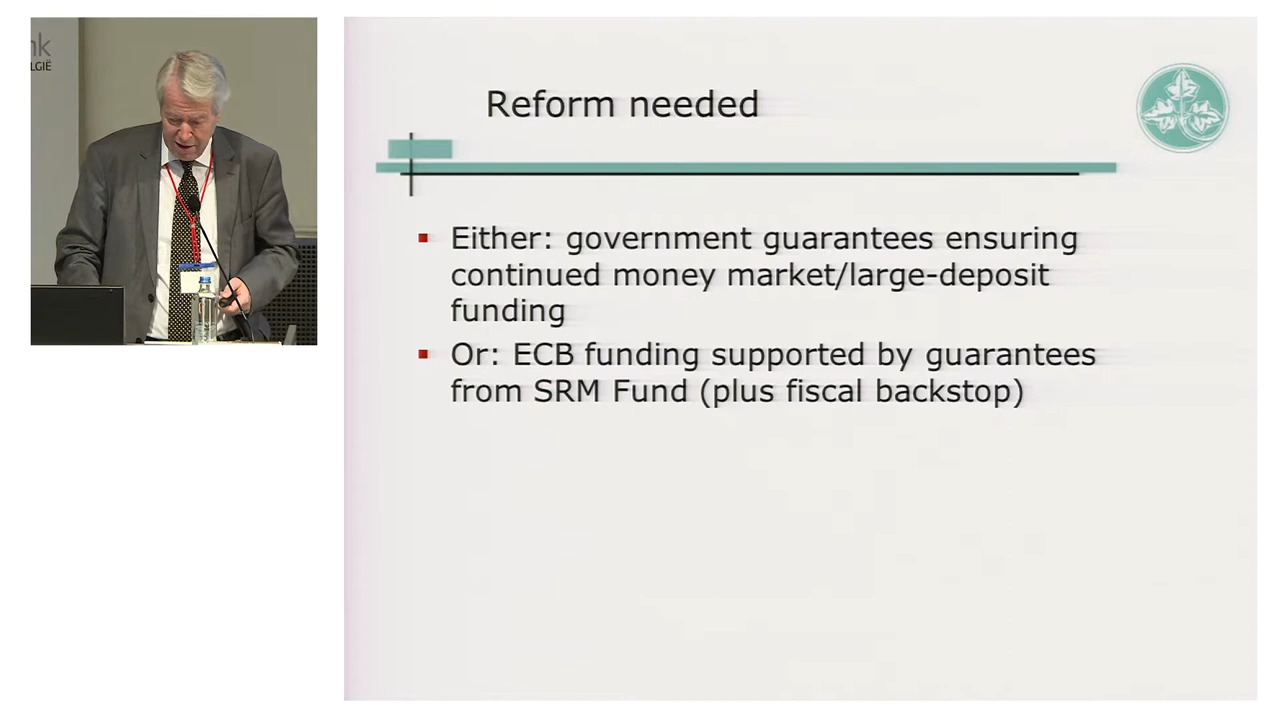 nk
LGIË
Reform needed
Either: government guarantees ensuring
continued money market/large-deposit
funding
Or: ECB funding supported by guarantees
from SRM Fund (plus fiscal backstop)